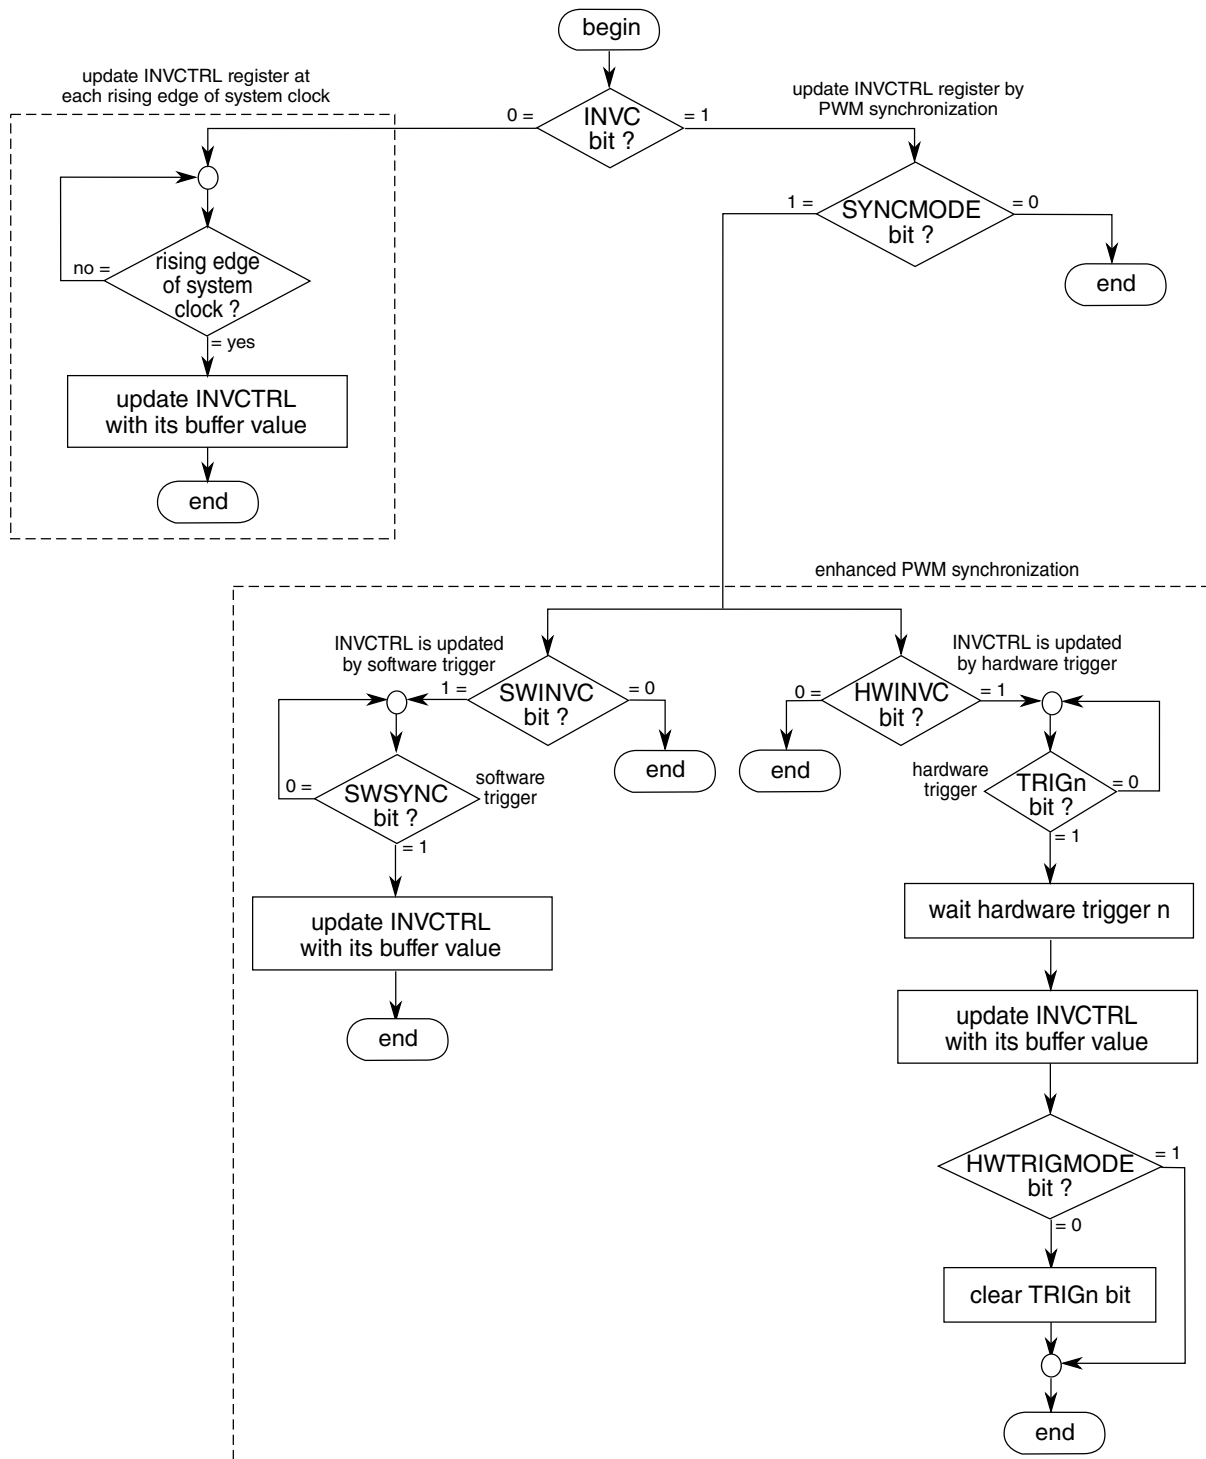 begin
update INVCTRL register at
each rising edge of system clock
update INVCTRL register by
PWM synchronization
0 =
INVC
bit ?
= 1
1 =
SYNCMODE
bit ?
= 0
end
no =
rising edge
of system
clock ?
= yes
update INVCTRL
with its buffer value
end
enhanced PWM synchronization
INVCTRL is updated
by software trigger
INVCTRL is updated
by hardware trigger
1 =
SWINVC
bit ?
= 0
end
0 =
HWINVC
bit ?
= 1
end
0 =
SWSYNC
bit ?
software
trigger
= 1
hardware
trigger
TRIGn
bit ?
= 0
= 1
update INVCTRL
with its buffer value
end
wait hardware trigger n
update INVCTRL
with its buffer value
HWTRIGMODE
bit ?
= 1
= 0
clear TRIGn bit
end